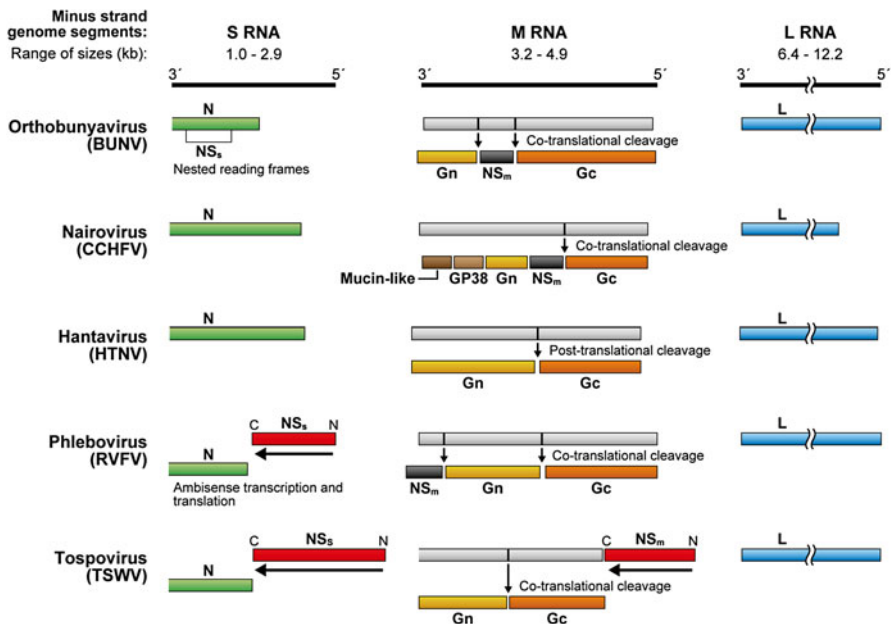 Minus strand
genome segments:
S RNA
M RNA
L RNA
Range of sizes (kb):
1.0 - 2.9
3.2 - 4.9
6.4 - 12.2
3´ 5´ 3´ 5´ 3´ 5´
Orthobunyavirus
(BUNV)
N
NSs
Nested reading frames
Co-translational cleavage
Gn NSm Gc
L
Nairovirus
(CCHFV)
N
Co-translational cleavage
Mucin-like GP38 Gn NSm Gc
L
Hantavirus
(HTNV)
N
Post-translational cleavage
Gn Gc
L
Phlebovirus
(RVFV)
C NSs N
N
Ambisense transcription and
translation
Co-translational cleavage
NSm Gn Gc
L
Tospovirus
(TSWV)
C NSS N
N
C NSm N
Co-translational cleavage
Gn Gc
L